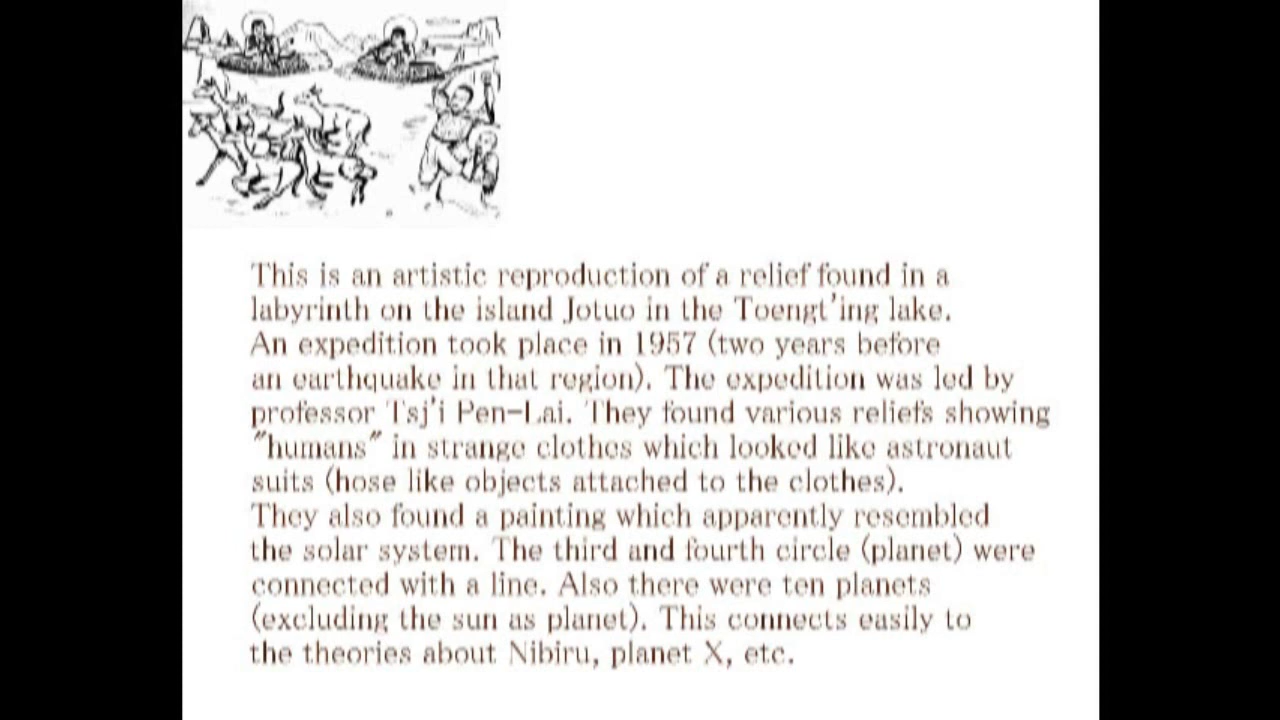 This is an artistic reproduction of a relief found in a
labyrinth on the island Jotuo in the Toengt'ing lake.
An expedition took place in 1957 (two years before
an earthquake in that region). The expedition was led by
professor Tsj'i Pen-Lai. They found various reliefs showing
"humans" in strange clothes which looked like astronaut
suits (hose like objects attached to the clothes).
They also found a painting which apparently resembled
the solar system. The third and fourth circle (planet) were
connected with a line. Also there were ten planets
(excluding the sun as planet). This connects easily to
the theories about Nibiru, planet X, etc.